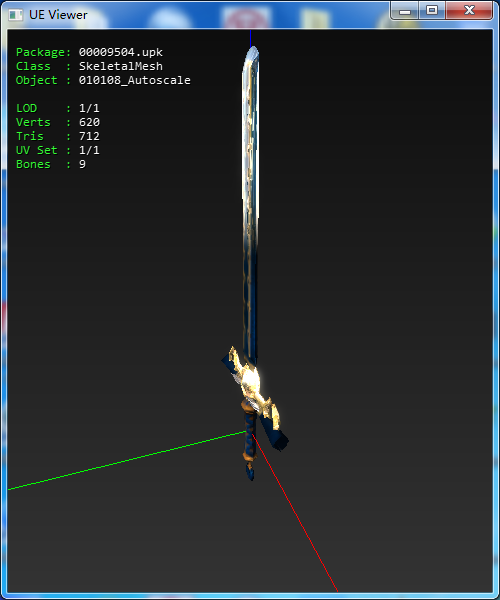 UE Viewer
Package: 00009504.upk
Class : SkeletalMesh
Object : 010108_Autoscale
LOD : 1/1
Verts : 620
Tris : 712
UV Set : 1/1
Bones : 9